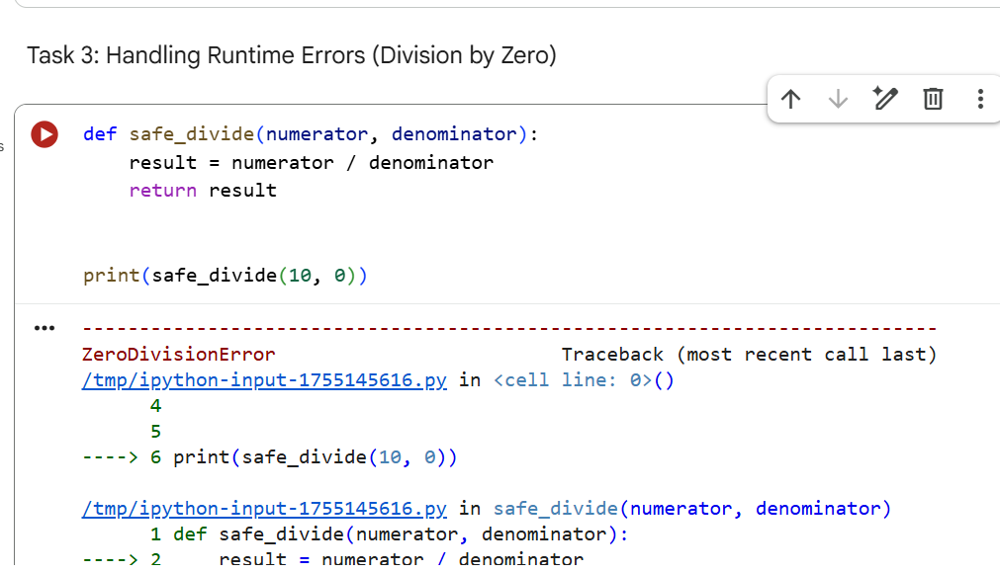 Task 3: Handling Runtime Errors (Division by Zero)
s
def safe_divide(numerator, denominator):
    result = numerator / denominator
    return result
print(safe_divide(10, 0))
---------------------------------------------------------------------------
ZeroDivisionError                         Traceback (most recent call last)
/tmp/ipython-input-1755145616.py in <cell line: 0>()
      4
      5
----> 6 print(safe_divide(10, 0))
/tmp/ipython-input-1755145616.py in safe_divide(numerator, denominator)
      1 def safe_divide(numerator, denominator):
----> 2     result = numerator / denominator